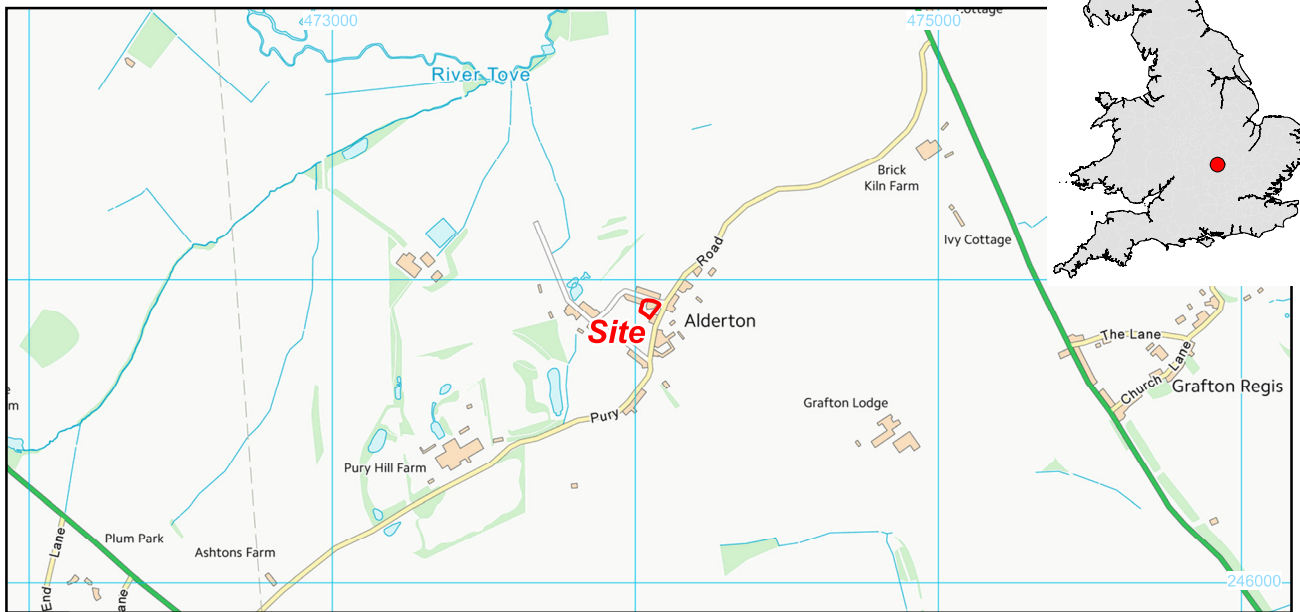 473000
475000
Cottage
River Tove
Brick
Kiln Farm
Ivy Cottage
Road
Site
Alderton
The Lane
Church Lane
Grafton Regis
Grafton Lodge
Pury
Pury Hill Farm
Plum Park
Ashtons Farm
End Lane
246000